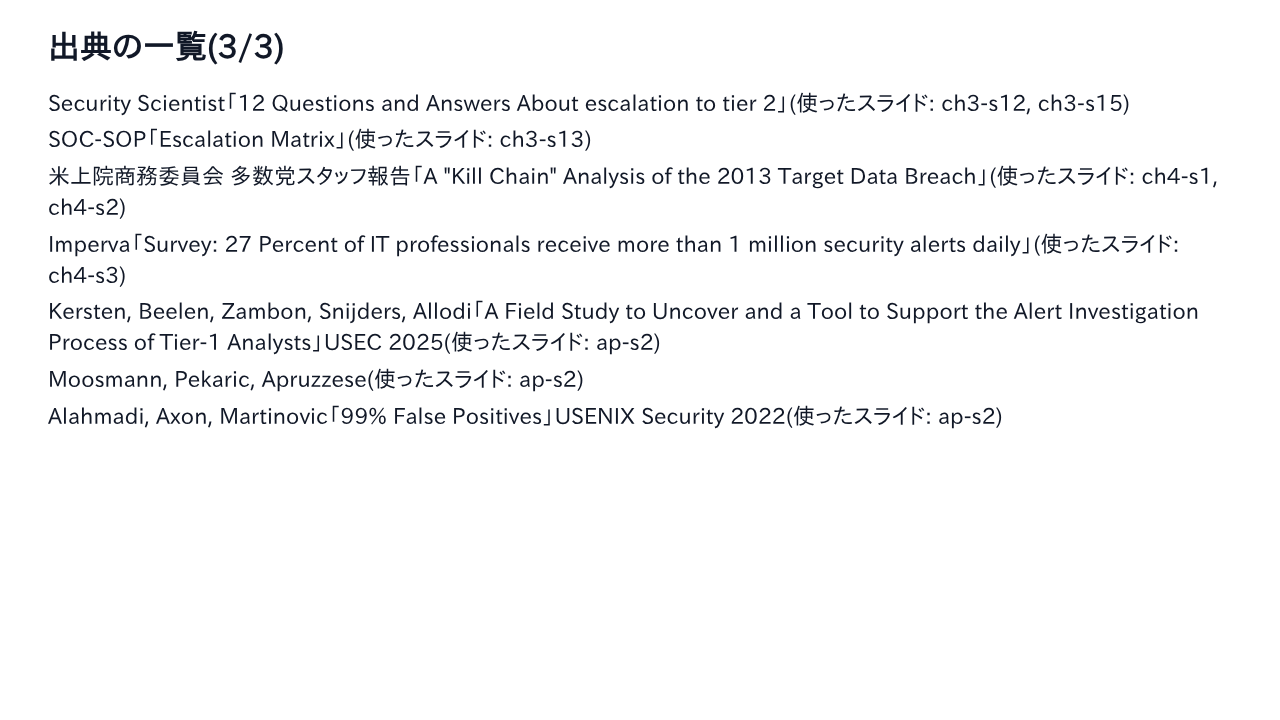 出典の一覧(3/3)
Security Scientist「12 Questions and Answers About escalation to tier 2」(使ったスライド: ch3-s12, ch3-s15)
SOC-SOP「Escalation Matrix」(使ったスライド: ch3-s13)
米上院商務委員会 多数党スタッフ報告「A "Kill Chain" Analysis of the 2013 Target Data Breach」(使ったスライド: ch4-s1,
ch4-s2)
Imperva「Survey: 27 Percent of IT professionals receive more than 1 million security alerts daily」(使ったスライド:
ch4-s3)
Kersten, Beelen, Zambon, Snijders, Allodi「A Field Study to Uncover and a Tool to Support the Alert Investigation
Process of Tier-1 Analysts」USEC 2025(使ったスライド: ap-s2)
Moosmann, Pekaric, Apruzzese(使ったスライド: ap-s2)
Alahmadi, Axon, Martinovic「99% False Positives」USENIX Security 2022(使ったスライド: ap-s2)